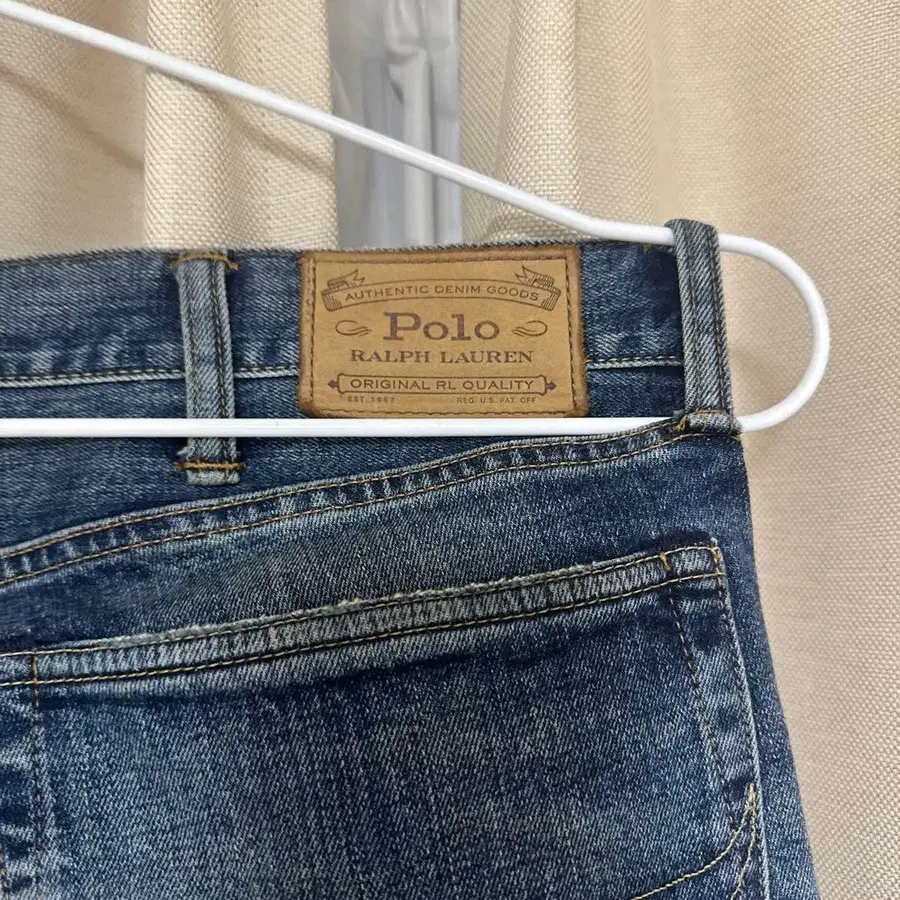 AUTHENTIC DENIM GOODS
Polo
RALPH LAUREN
ORIGINAL RL QUALITY
EST. 1967 REG. U.S. PAT. OFF